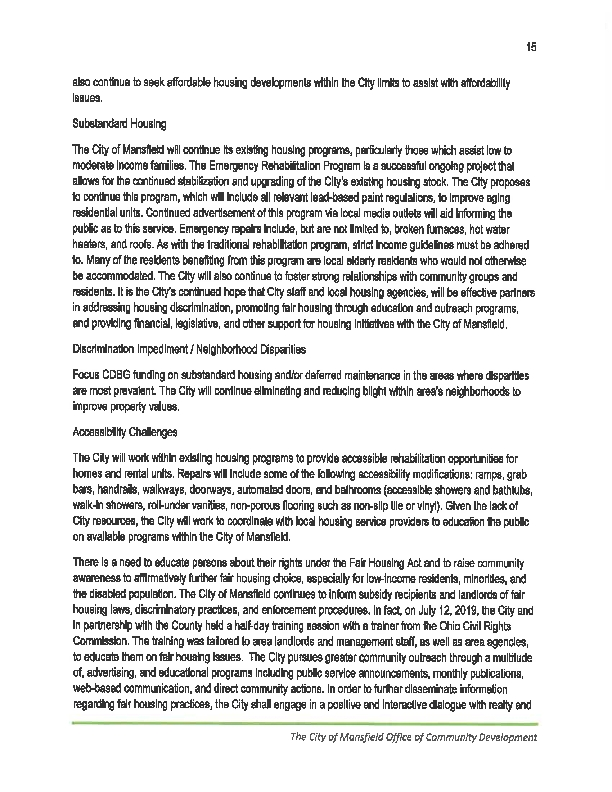 15
also continue to seek affordable housing developments within the City limits to assist with affordability
issues.
Substandard Housing
The City of Mansfield will continue its existing housing programs, particularly those which assist low to
moderate income families. The Emergency Rehabilitation Program is a successful ongoing project that
allows for the continued stabilization and upgrading of the City's existing housing stock. The City proposes
to continue this program, which will include all relevant lead-based paint regulations, to improve aging
residential units. Continued advertisement of this program via local media outlets will aid informing the
public as to this service. Emergency repairs include, but are not limited to, broken furnaces, hot water
heaters, and roofs. As with the traditional rehabilitation program, strict income guidelines must be adhered
to. Many of the residents benefiting from this program are local elderly residents who would not otherwise
be accommodated. The City will also continue to foster strong relationships with community groups and
residents. It is the City's continued hope that City staff and local housing agencies, will be effective partners
in addressing housing discrimination, promoting fair housing through education and outreach programs,
and providing financial, legislative, and other support for housing initiatives with the City of Mansfield.
Discrimination Impediment / Neighborhood Disparities
Focus CDBG funding on substandard housing and/or deferred maintenance in the areas where disparities
are most prevalent. The City will continue eliminating and reducing blight within area's neighborhoods to
improve property values.
Accessibility Challenges
The City will work within existing housing programs to provide accessible rehabilitation opportunities for
homes and rental units. Repairs will include some of the following accessibility modifications: ramps, grab
bars, handrails, walkways, doorways, automated doors, and bathrooms (accessible showers and bathtubs,
walk-in showers, roll-under vanities, non-porous flooring such as non-slip tile or vinyl). Given the lack of
City resources, the City will work to coordinate with local housing service providers to education the public
on available programs within the City of Mansfield.
There is a need to educate persons about their rights under the Fair Housing Act and to raise community
awareness to affirmatively further fair housing choice, especially for low-income residents, minorities, and
the disabled population. The City of Mansfield continues to inform subsidy recipients and landlords of fair
housing laws, discriminatory practices, and enforcement procedures. In fact, on July 12, 2019, the City and
in partnership with the County held a half-day training session with a trainer from the Ohio Civil Rights
Commission. The training was tailored to area landlords and management staff, as well as area agencies,
to educate them on fair housing issues. The City pursues greater community outreach through a multitude
of, advertising, and educational programs including public service announcements, monthly publications,
web-based communication, and direct community actions. In order to further disseminate information
regarding fair housing practices, the City shall engage in a positive and interactive dialogue with realty and
The City of Mansfield Office of Community Development